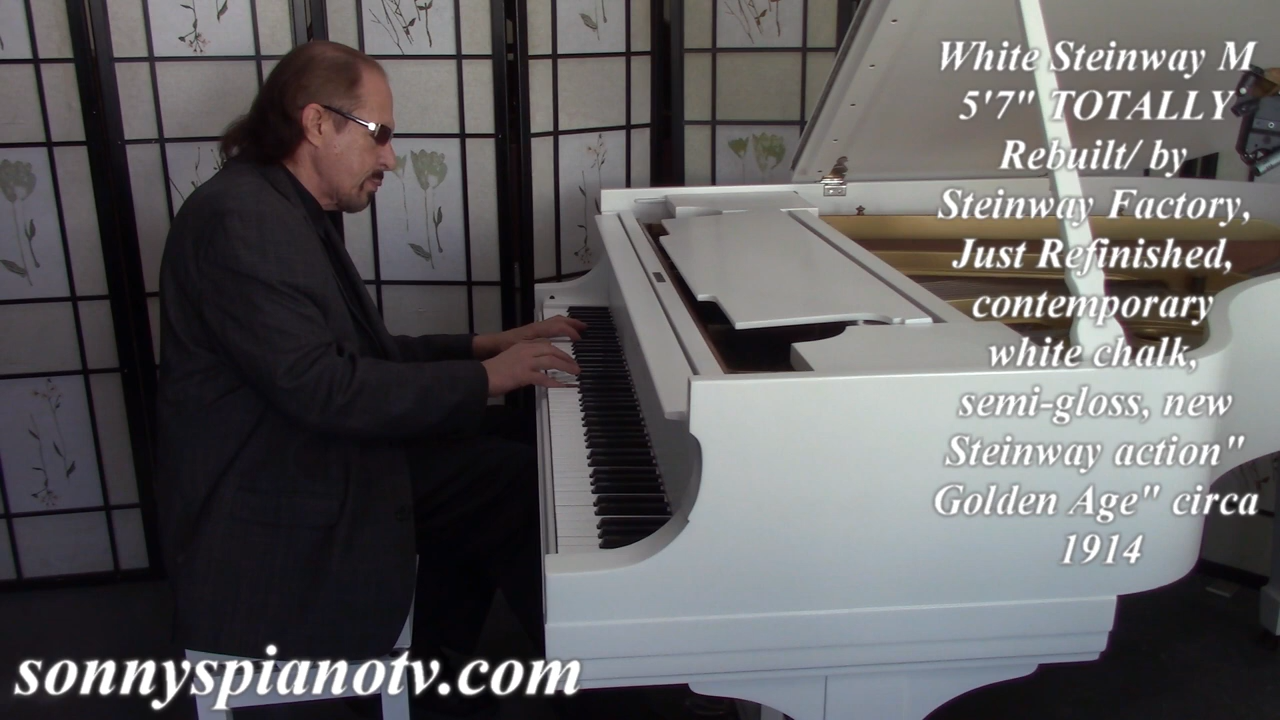 White Steinway M
5'7" TOTALLY
Rebuilt/ by
Steinway Factory,
Just Refinished,
contemporary
white chalk,
semi-gloss, new
Steinway action"
Golden Age" circa
1914
sonnyspianotv.com